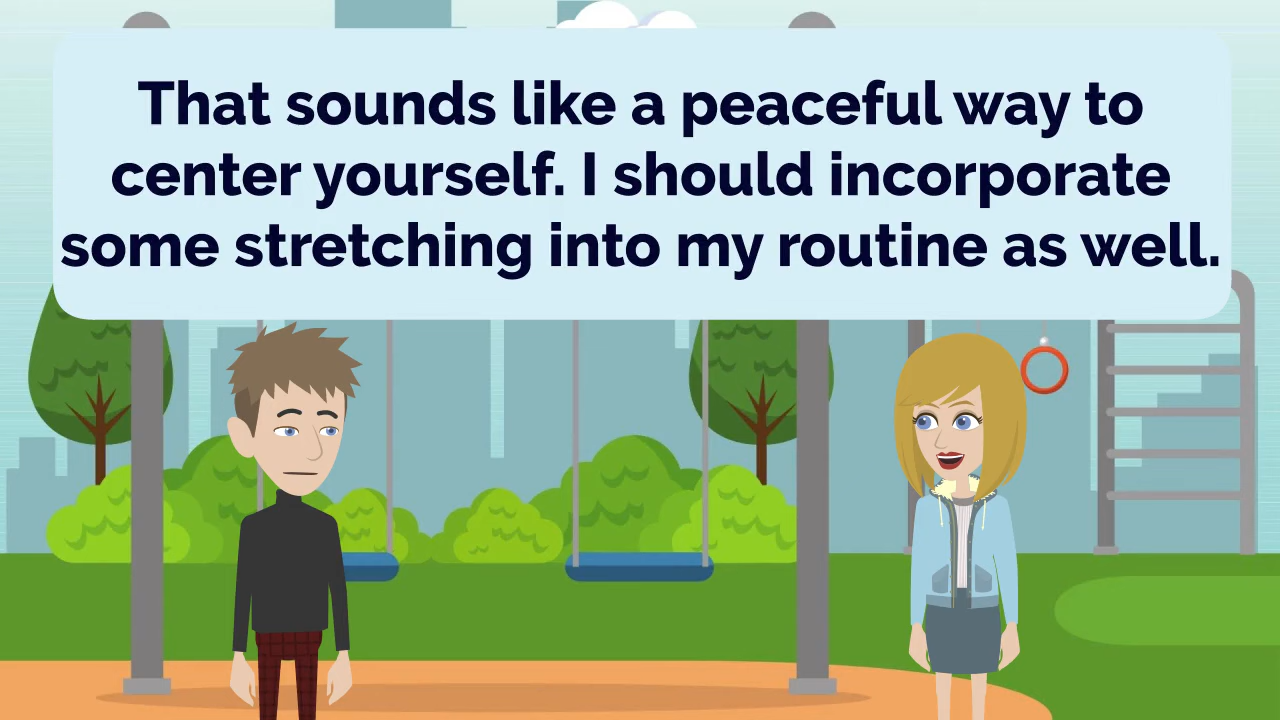 That sounds like a peaceful way to
center yourself. I should incorporate
some stretching into my routine as well.